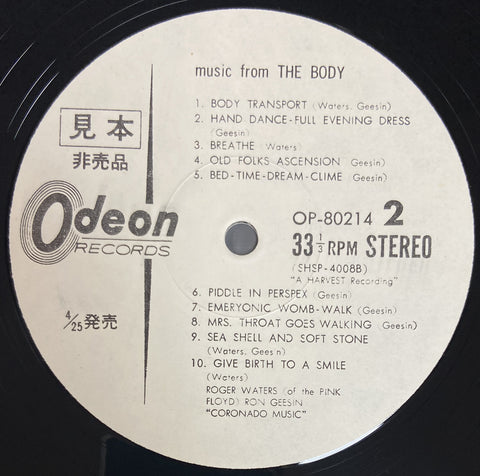 music from THE BODY
1. BODY TRANSPORT (Waters, Geesin)
2. HAND DANCE-FULL EVENING DRESS
(Geesin)
3. BREATHE (Waters)
4. OLD FOLKS ASCENSION (Geesin)
5. BED-TIME-DREAM-CLIME (Geesin)
見本
非売品
Odeon
RECORDS
OP-80214 2
33 1/3 RPM STEREO
(SHSP-4008B)
"A HARVEST Recording"
4/25発売
6. PIDDLE IN PERSPEX (Geesin)
7. EMERYONIC WOMB-WALK (Geesin)
8. MRS. THROAT GOES WALKING (Geesin)
9. SEA SHELL AND SOFT STONE
(Waters, Geesin)
10. GIVE BIRTH TO A SMILE
(Waters)
ROGER WATERS (of the PINK
FLOYD) RON GEESIN
"CORONADO MUSIC"